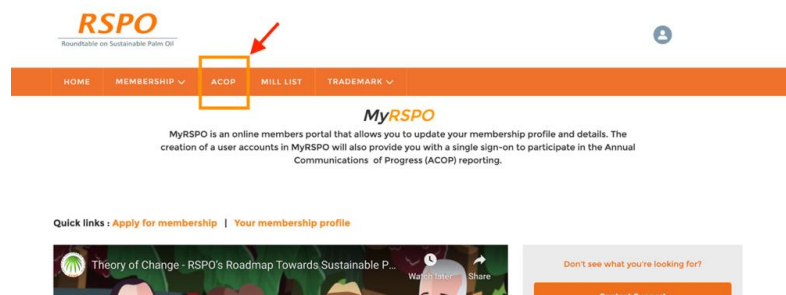 RSPO
Roundtable on Sustainable Palm Oil
HOME MEMBERSHIP ACOP MILL LIST TRADEMARK
MyRSPO
MyRSPO is an online members portal that allows you to update your membership profile and details. The
creation of a user accounts in MyRSPO will also provide you with a single sign-on to participate in the Annual
Communications of Progress (ACOP) reporting.
Quick links : Apply for membership | Your membership profile
Theory of Change - RSPO's Roadmap Towards Sustainable P...
Watch later Share
Don't see what you're looking for?